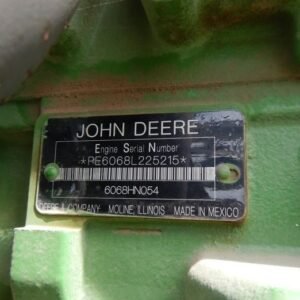 JOHN DEERE
Engine Serial Number
*PE6068L225215*
6068HN054
DEERE & COMPANY MOLINE, ILLINOIS MADE IN MEXICO